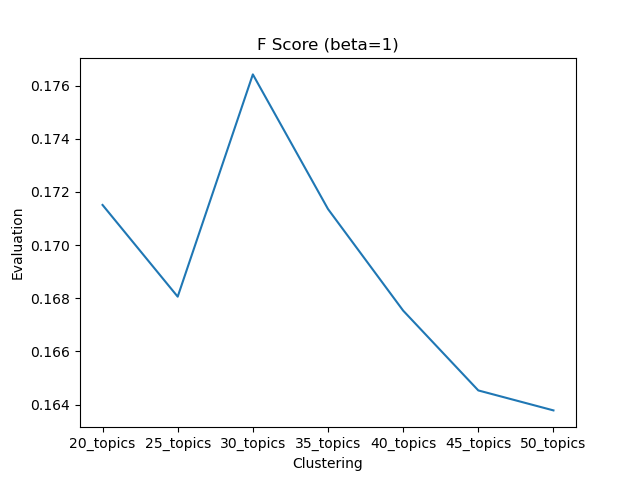 F Score (beta=1)
Evaluation
0.176
0.174
0.172
0.170
0.168
0.166
0.164
20_topics 25_topics 30_topics 35_topics 40_topics 45_topics 50_topics
Clustering